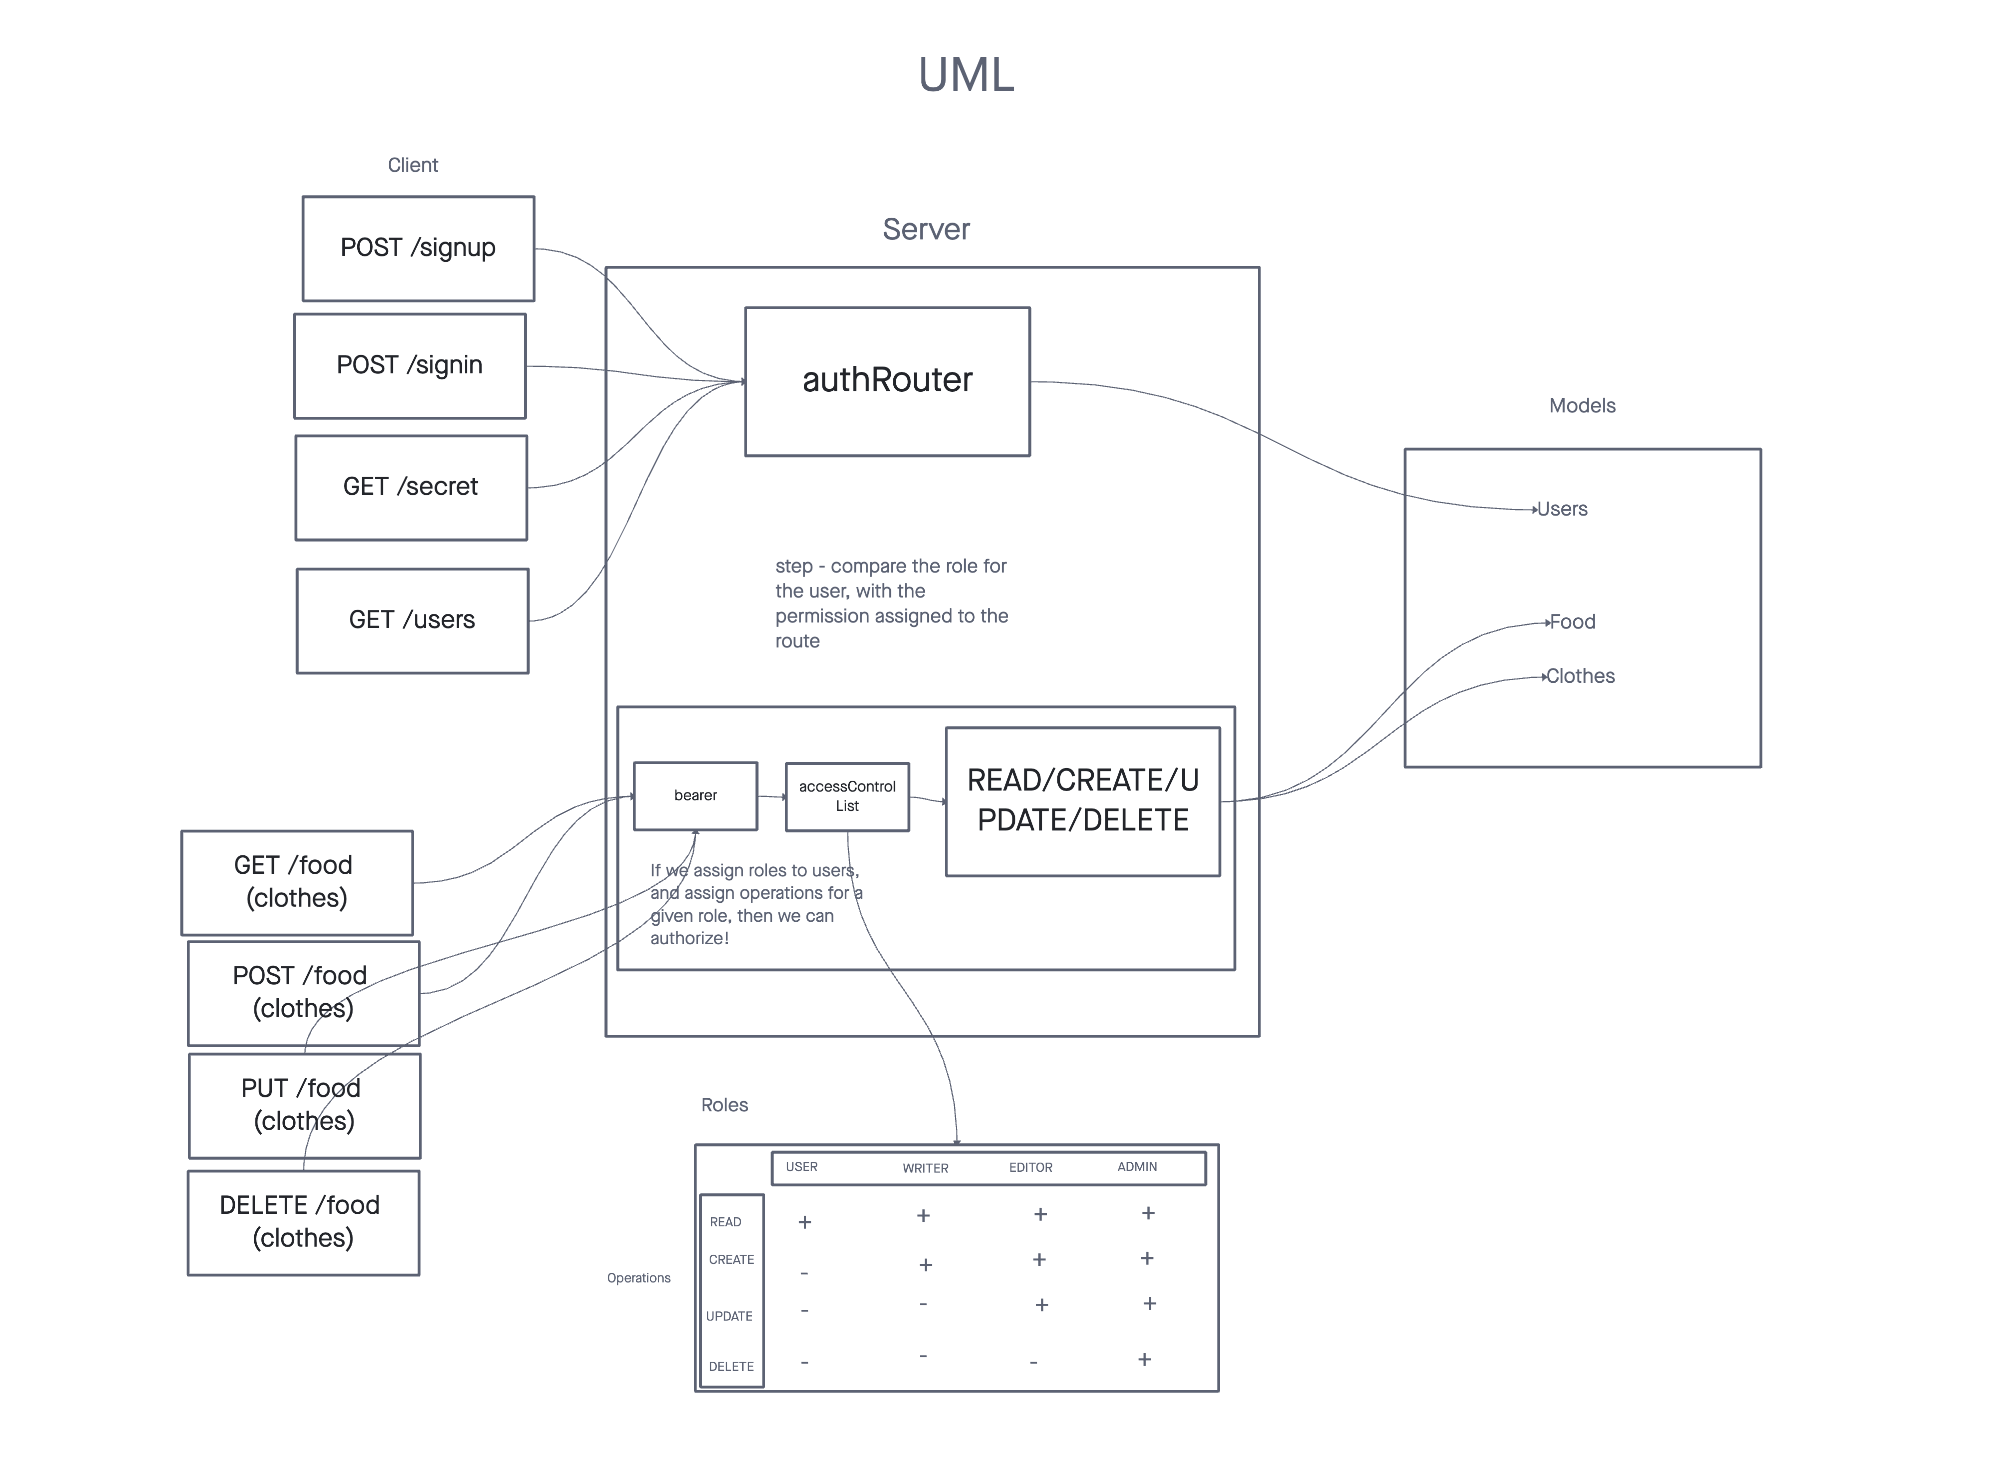 UML
Client
POST /signup
POST /signin
GET /secret
GET /users
Server
authRouter
step - compare the role for
the user, with the
permission assigned to the
route
Models
Users
Food
Clothes
bearer
accessControl
List
READ/CREATE/U
PDATE/DELETE
If we assign roles to users,
and assign operations for a
given role, then we can
authorize!
GET /food
(clothes)
POST /food
(clothes)
PUT /food
(clothes)
DELETE /food
(clothes)
Roles
USER WRITER EDITOR ADMIN
Operations
READ + + + +
CREATE - + + +
UPDATE - - + +
DELETE - - - +